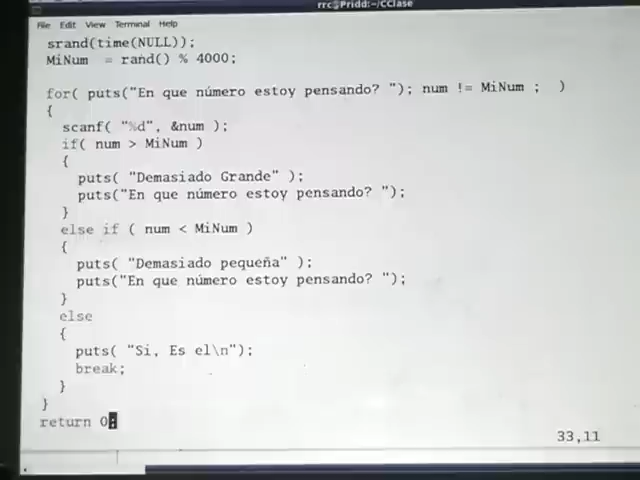 rrc@Pridd:~/CClase
File Edit View Terminal Help
srand(time(NULL));
MiNum = rand() % 4000;
for( puts("En que número estoy pensando? "); num != MiNum ; )
{
scanf( "%d", &num );
if( num > MiNum )
{
puts( "Demasiado Grande" );
puts("En que número estoy pensando? ");
}
else if ( num < MiNum )
{
puts( "Demasiado pequeña" );
puts("En que número estoy pensando? ");
}
else
{
puts( "Si, Es el\n");
break;
}
}
return 0;
33,11